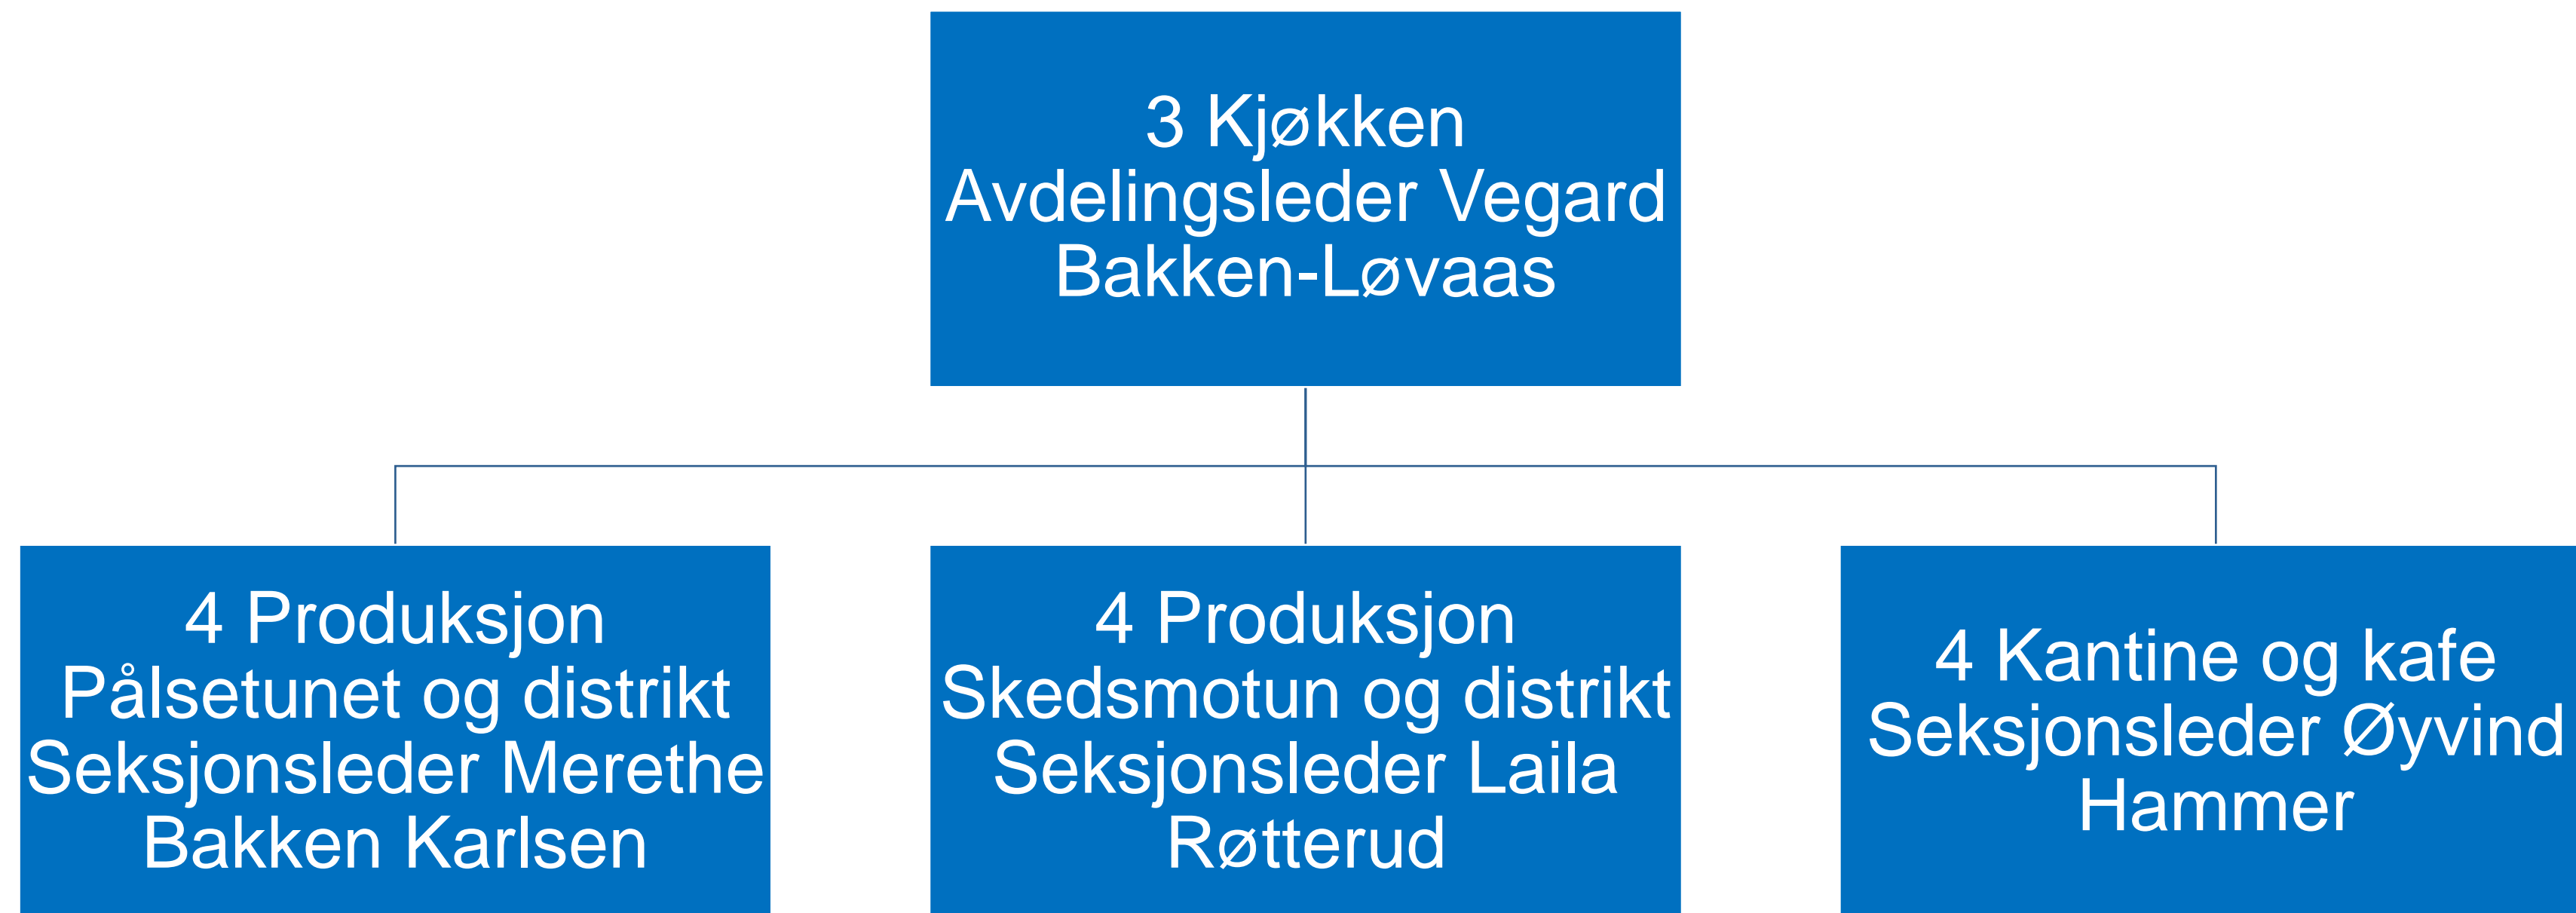 3 Kjøkken
Avdelingsleder Vegard
Bakken-Løvaas
4 Produksjon
Pålsetunet og distrikt
Seksjonsleder Merethe
Bakken Karlsen
4 Produksjon
Skedsmotun og distrikt
Seksjonsleder Laila
Røtterud
4 Kantine og kafe
Seksjonsleder Øyvind
Hammer